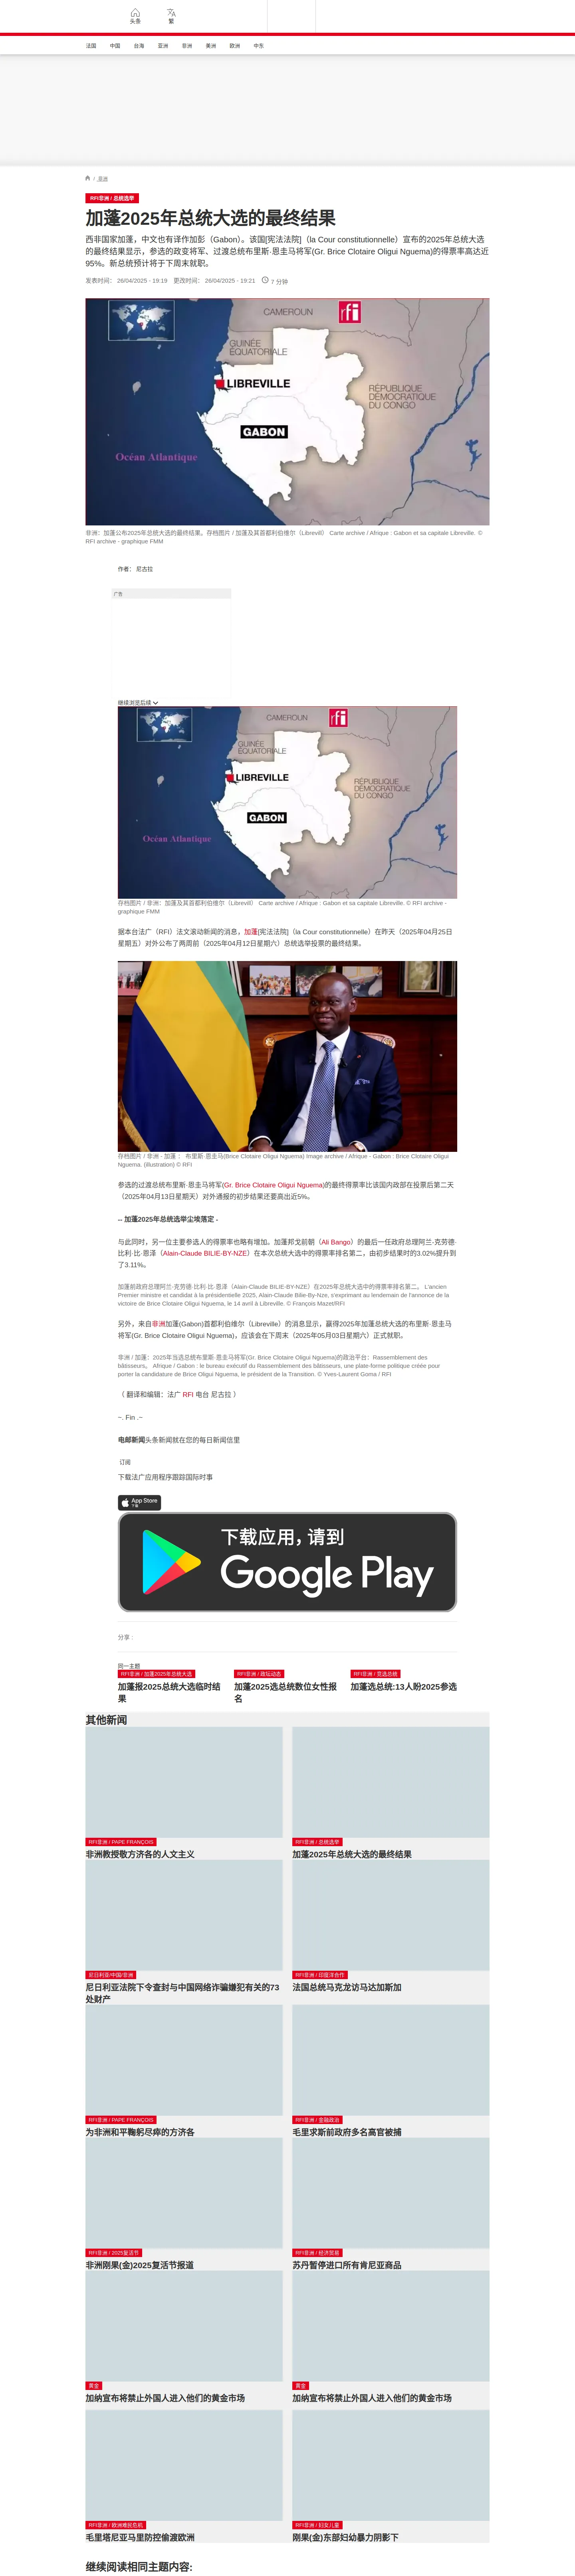 头条
繁
法国 中国 台海 亚洲 非洲 美洲 欧洲 中东
/ 非洲
RFI非洲 / 总统选举
加蓬2025年总统大选的最终结果
西非国家加蓬，中文也有译作加彭（Gabon）。该国[宪法法院]（la Cour constitutionnelle）宣布的2025年总统大选
的最终结果显示，参选的政变将军、过渡总统布里斯·恩圭马将军(Gr. Brice Clotaire Oligui Nguema)的得票率高达近
95%。新总统预计将于下周末就职。
发表时间： 26/04/2025 - 19:19 更改时间： 26/04/2025 - 19:21 7 分钟
CAMEROUN
rfi
GUINÉE
ÉQUATORIALE
LIBREVILLE
RÉPUBLIQUE
DÉMOCRATIQUE
DU CONGO
GABON
Océan Atlantique
非洲：加蓬公布2025年总统大选的最终结果。存档图片 / 加蓬及其首都利伯维尔（Librevill） Carte archive / Afrique : Gabon et sa capitale Libreville. ©
RFI archive - graphique FMM
作者： 尼古拉
广告
继续浏览后续
CAMEROUN
rfi
GUINÉE
ÉQUATORIALE
LIBREVILLE
RÉPUBLIQUE
DÉMOCRATIQUE
DU CONGO
GABON
Océan Atlantique
存档图片 / 非洲：加蓬及其首都利伯维尔（Librevill） Carte archive / Afrique : Gabon et sa capitale Libreville. © RFI archive -
graphique FMM
据本台法广（RFI）法文滚动新闻的消息，加蓬[宪法法院]（la Cour constitutionnelle）在昨天（2025年04月25日
星期五）对外公布了两周前（2025年04月12日星期六）总统选举投票的最终结果。
存档图片 / 非洲 - 加蓬 ： 布里斯·恩圭马(Brice Clotaire Oligui Nguema) Image archive / Afrique - Gabon : Brice Clotaire Oligui
Nguema. (Illustration) © RFI
参选的过渡总统布里斯·恩圭马将军(Gr. Brice Clotaire Oligui Nguema)的最终得票率比该国内政部在投票后第二天
（2025年04月13日星期天）对外通报的初步结果还要高出近5%。
-- 加蓬2025年总统选举尘埃落定 -
与此同时，另一位主要参选人的得票率也略有增加。加蓬邦戈前朝（Ali Bango）的最后一任政府总理阿兰·克劳德·
比利·比·恩泽（Alain-Claude BILIE-BY-NZE）在本次总统大选中的得票率排名第二，由初步结果时的3.02%提升到
了3.11%。
加蓬前政府总理阿兰·克劳德·比利·比·恩泽（Alain-Claude BILIE-BY-NZE）在2025年总统大选中的得票率排名第二。 L'ancien
Premier ministre et candidat à la présidentielle 2025, Alain-Claude Bilie-By-Nze, s'exprimant au lendemain de l'annonce de la
victoire de Brice Oligui Nguema, le 14 avril à Libreville. © François Mazet/RFI
另外，来自非洲加蓬(Gabon)首都利伯维尔（Libreville）的消息显示，赢得2025年加蓬总统大选的布里斯·恩圭马
将军(Gr. Brice Clotaire Oligui Nguema)，应该会在下周末（2025年05月03日星期六）正式就职。
非洲 / 加蓬：2025年当选总统布里斯·恩圭马将军(Gr. Brice Clotaire Oligui Nguema)的政治平台：Rassemblement des
bâtisseurs。 Afrique / Gabon : le bureau exécutif du Rassemblement des bâtisseurs, une plate-forme politique créée pour
porter la candidature de Brice Oligui Nguema, le président de la Transition. © Yves-Laurent Goma / RFI
（ 翻译和编辑：法广 RFI 电台 尼古拉 ）
~. Fin .~
电邮新闻头条新闻就在您的每日新闻信里
订阅
下载法广应用程序跟踪国际时事
App Store
下载
下载应用，请到
Google Play
分享 :
同一主题
RFI非洲 / 加蓬2025年总统大选
加蓬报2025总统大选临时结
果
RFI非洲 / 政坛动态
加蓬2025选总统数位女性报
名
RFI非洲 / 竞选总统
加蓬选总统:13人盼2025参选
其他新闻
RFI非洲 / PAPE FRANÇOIS
非洲教授敬方济各的人文主义
RFI非洲 / 总统选举
加蓬2025年总统大选的最终结果
尼日利亚/中国/非洲
尼日利亚法院下令查封与中国网络诈骗嫌犯有关的73
处财产
RFI非洲 / 印度洋合作
法国总统马克龙访马达加斯加
RFI非洲 / PAPE FRANÇOIS
为非洲和平鞠躬尽瘁的方济各
RFI非洲 / 金融政治
毛里求斯前政府多名高官被捕
RFI非洲 / 2025复活节
非洲刚果(金)2025复活节报道
RFI非洲 / 经济贸易
苏丹暂停进口所有肯尼亚商品
黄金
加纳宣布将禁止外国人进入他们的黄金市场
黄金
加纳宣布将禁止外国人进入他们的黄金市场
RFI非洲 / 欧洲难民危机
毛里塔尼亚马里防控偷渡欧洲
RFI非洲 / 妇女儿童
刚果(金)东部妇幼暴力阴影下
继续阅读相同主题内容: